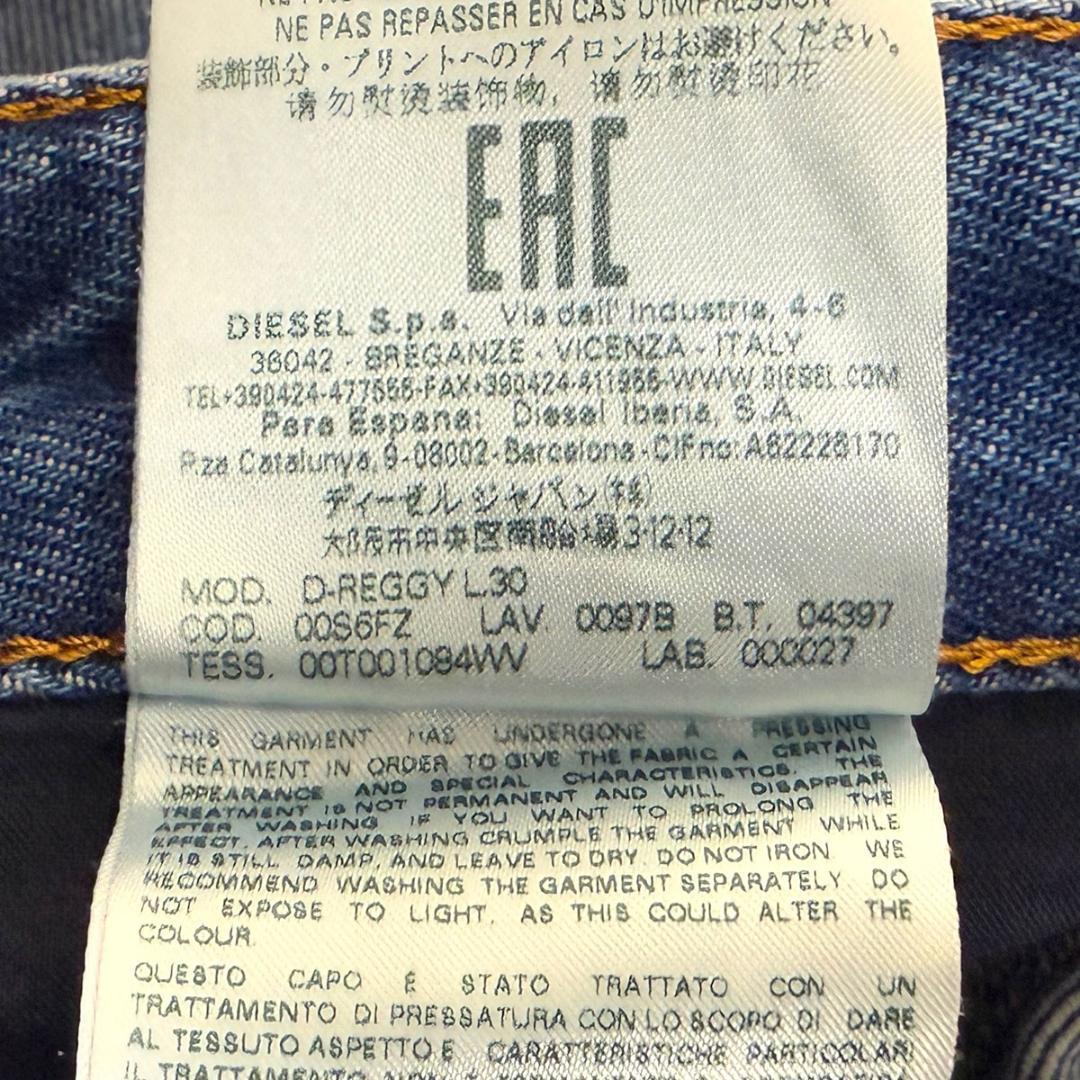 NE PAS REPASSER EN CAS D'IMPRESSION
装飾部分・プリントへのアイロンはお避けください。
请勿熨烫装饰物，请勿熨烫印花
EAC
DIESEL S.p.a. Via dell' Industria, 4-6
36042 - BREGANZE - VICENZA - ITALY
TEL+390424-477555-FAX+390424-411955-WWW.DIESEL.COM
Para Espana: Diesel Iberia, S.A.
P.za Catalunya, 9-08002-Barcelona-CIF no: A62228170
ディーゼルジャパン(株)
大阪市中央区南船場3-12-12
MOD. D-REGGY L.30
COD. 00S6FZ LAV. 0097B B.T. 04397
TESS. 00T001084WV LAB. 000027
THIS GARMENT HAS UNDERGONE A PRESSING
TREATMENT IN ORDER TO GIVE THE FABRIC A CERTAIN
APPEARANCE AND SPECIAL CHARACTERISTICS. THE
TREATMENT IS NOT PERMANENT AND WILL DISAPPEAR
AFTER WASHING IF YOU WANT TO PROLONG THE
EFFECT. AFTER WASHING CRUMPLE THE GARMENT WHILE
IT IS STILL DAMP, AND LEAVE TO DRY. DO NOT IRON. WE
RECOMMEND WASHING THE GARMENT SEPARATELY DO
NOT EXPOSE TO LIGHT, AS THIS COULD ALTER THE
COLOUR.
QUESTO CAPO É STATO TRATTATO CON UN
TRATTAMENTO DI PRESSATURA CON LO SCOPO DI DARE
AL TESSUTO ASPETTO E CARATTERISTICHE PARTICOLARI
IL TRATTAMENTO NON